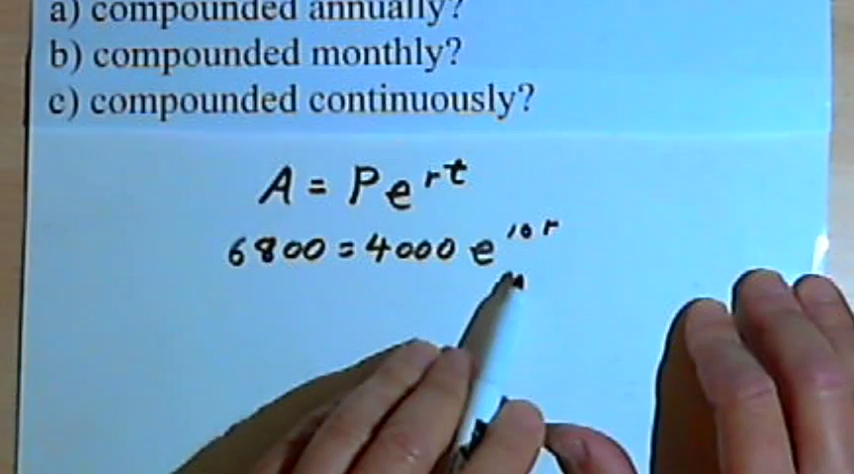 a) compounded annually?
b) compounded monthly?
c) compounded continuously?
A = Pe^rt
6800 = 4000 e^10r